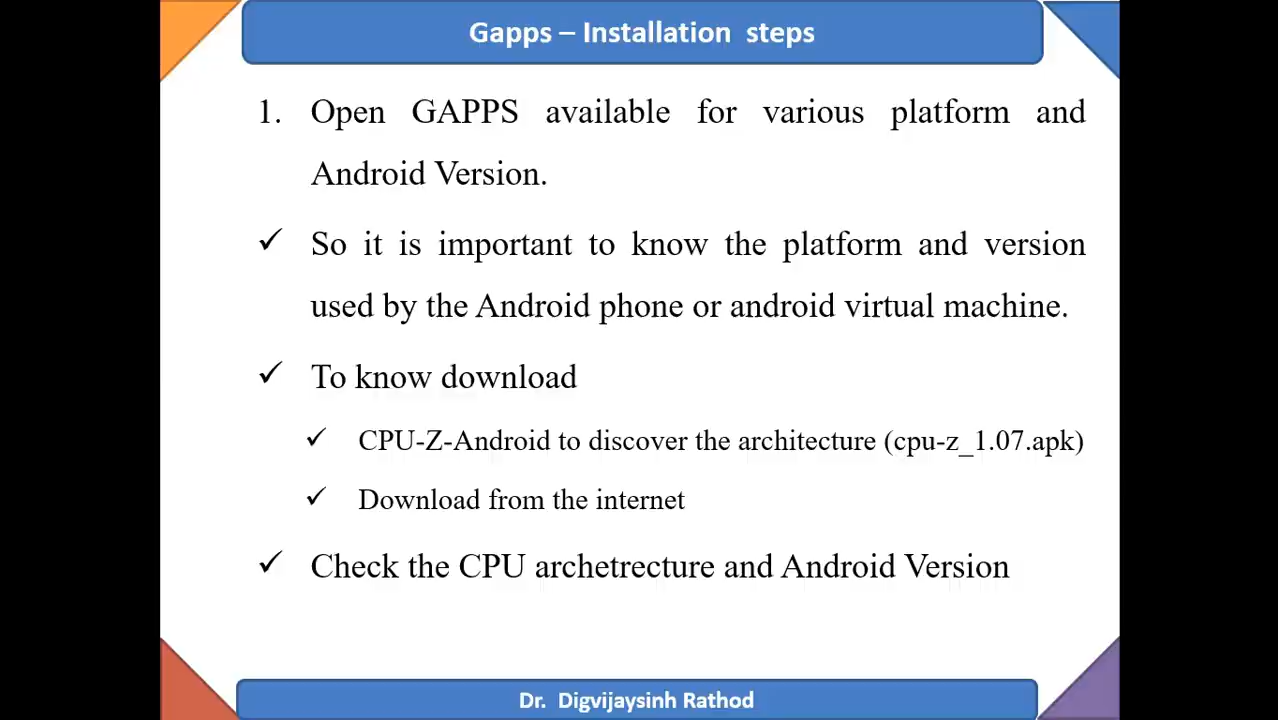 Gapps – Installation steps
1. Open GAPPS available for various platform and
Android Version.
✓ So it is important to know the platform and version
used by the Android phone or android virtual machine.
✓ To know download
✓ CPU-Z-Android to discover the architecture (cpu-z_1.07.apk)
✓ Download from the internet
✓ Check the CPU archetrecture and Android Version
Dr. Digvijaysinh Rathod